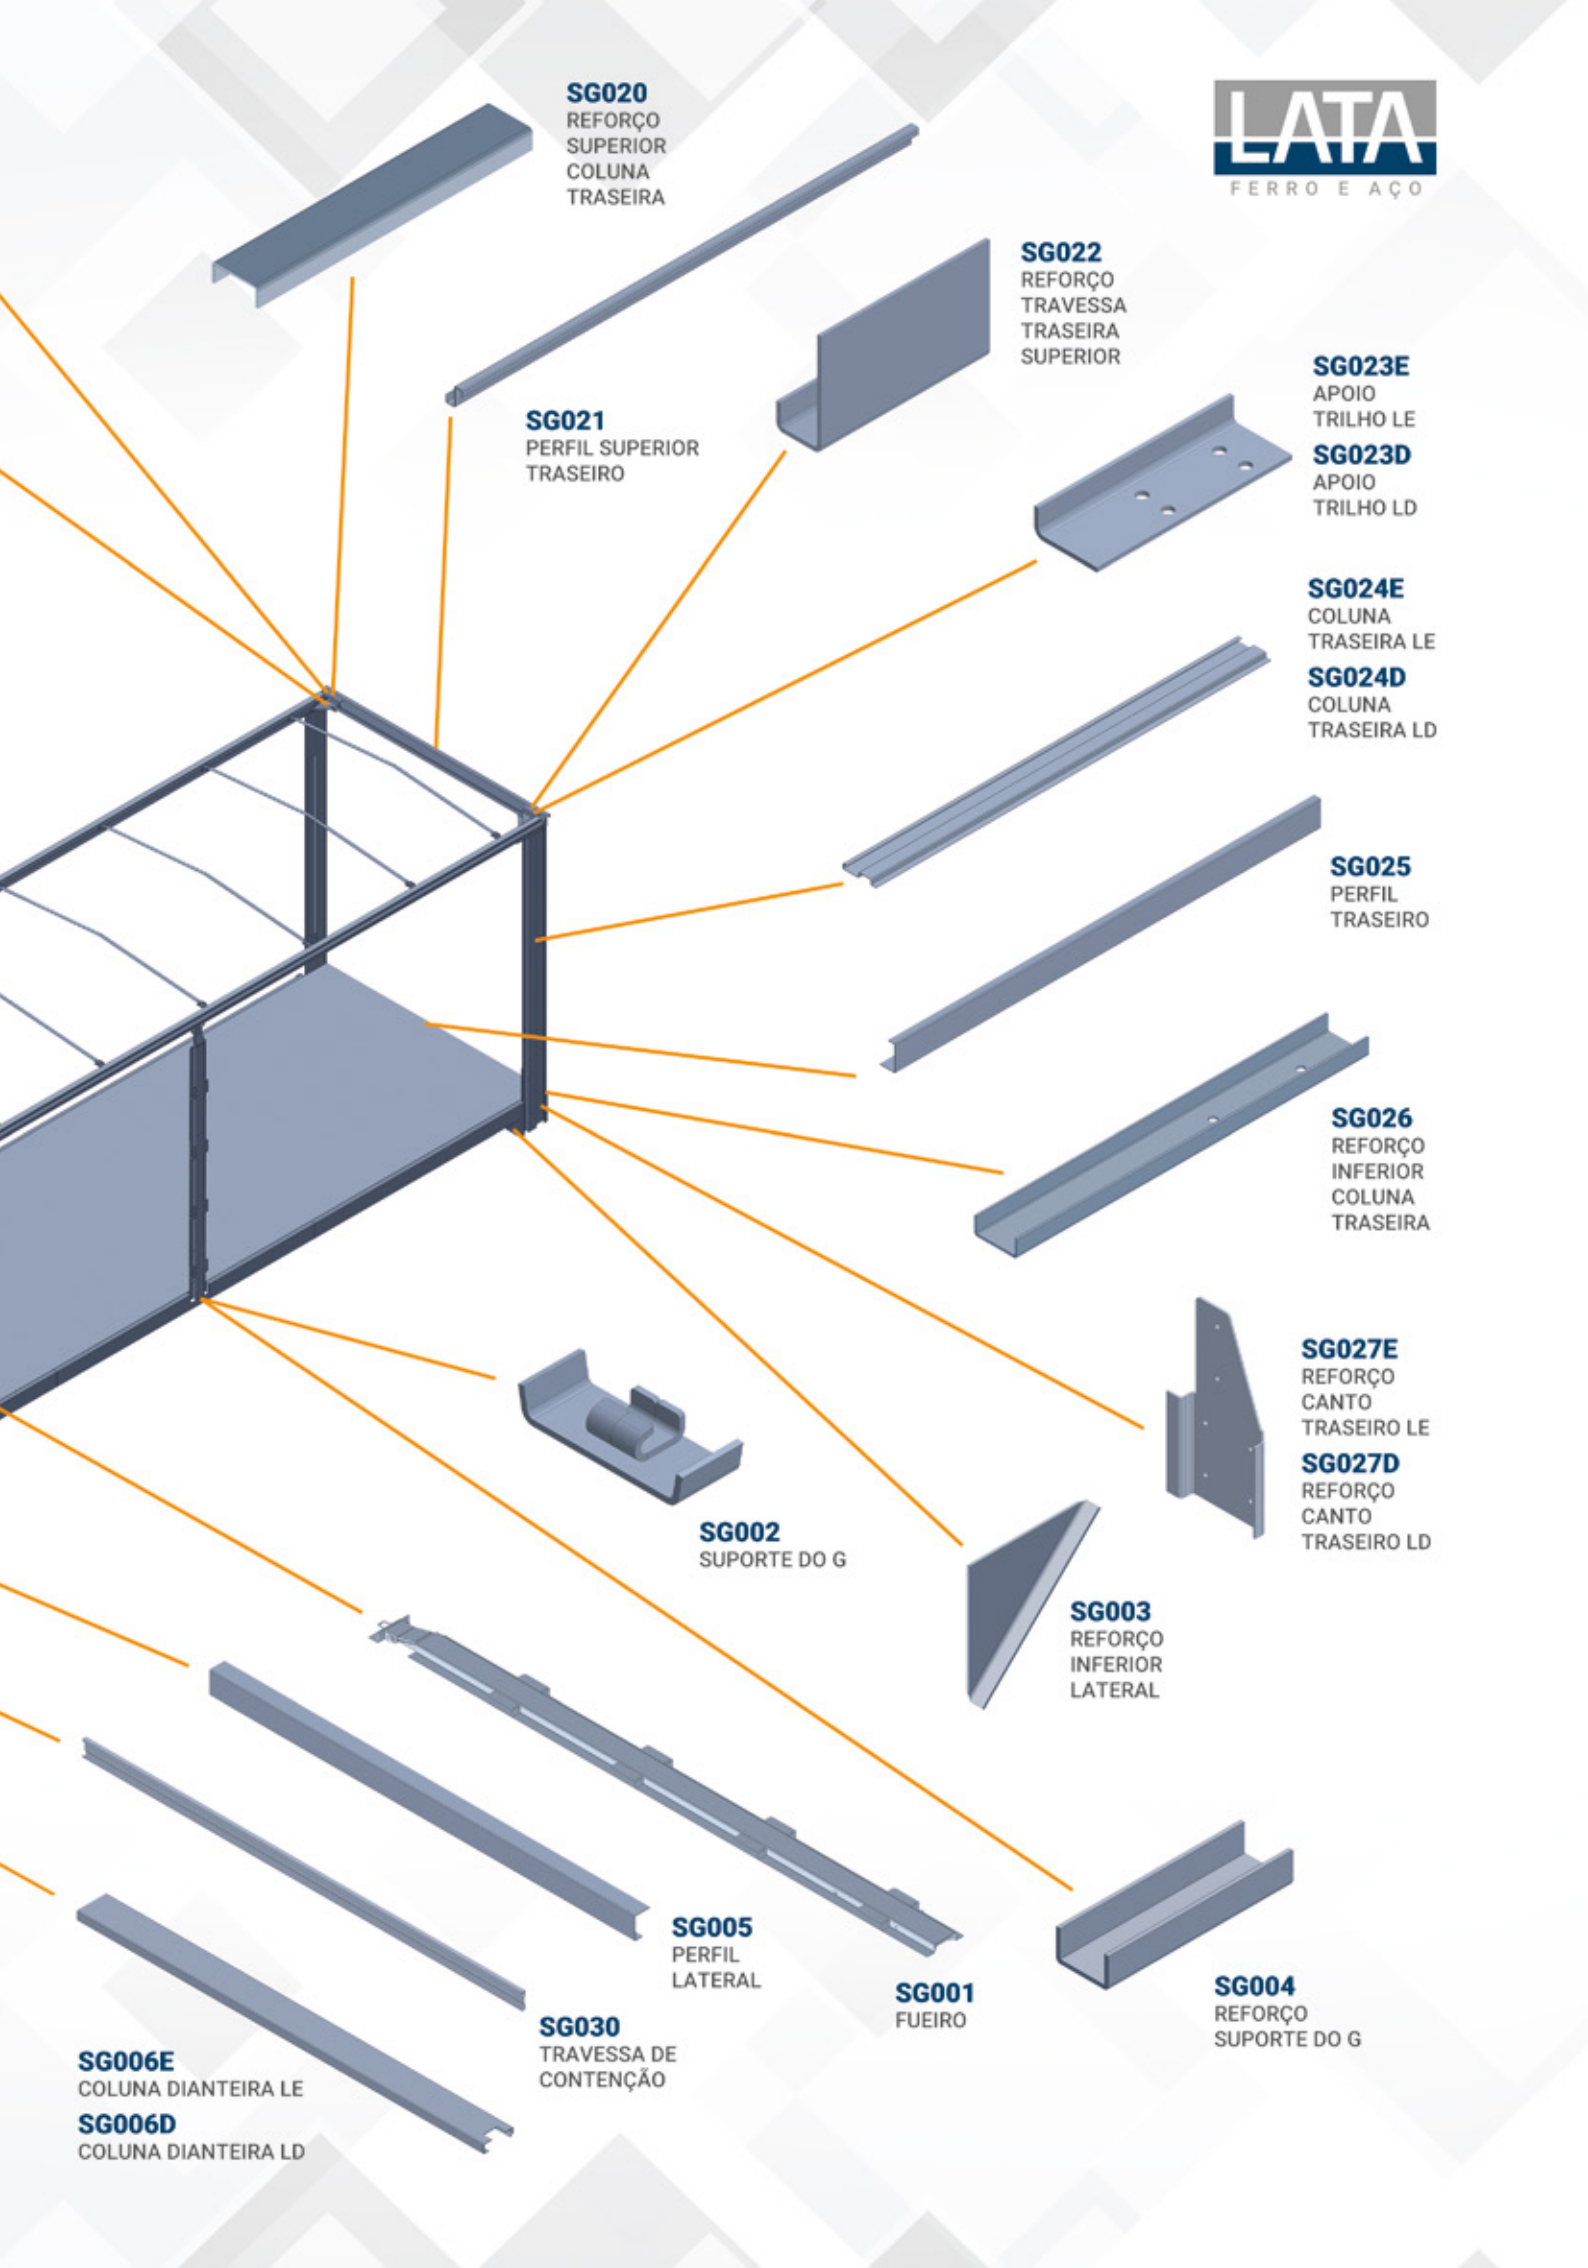 SG020
REFORÇO
SUPERIOR
COLUNA
TRASEIRA
LATA
FERRO E AÇO
SG022
REFORÇO
TRAVESSA
TRASEIRA
SUPERIOR
SG021
PERFIL SUPERIOR
TRASEIRO
SG023E
APOIO
TRILHO LE
SG023D
APOIO
TRILHO LD
SG024E
COLUNA
TRASEIRA LE
SG024D
COLUNA
TRASEIRA LD
SG025
PERFIL
TRASEIRO
SG026
REFORÇO
INFERIOR
COLUNA
TRASEIRA
SG027E
REFORÇO
CANTO
TRASEIRO LE
SG027D
REFORÇO
CANTO
TRASEIRO LD
SG002
SUPORTE DO G
SG003
REFORÇO
INFERIOR
LATERAL
SG005
PERFIL
LATERAL
SG001
FUEIRO
SG004
REFORÇO
SUPORTE DO G
SG030
TRAVESSA DE
CONTENÇÃO
SG006E
COLUNA DIANTEIRA LE
SG006D
COLUNA DIANTEIRA LD